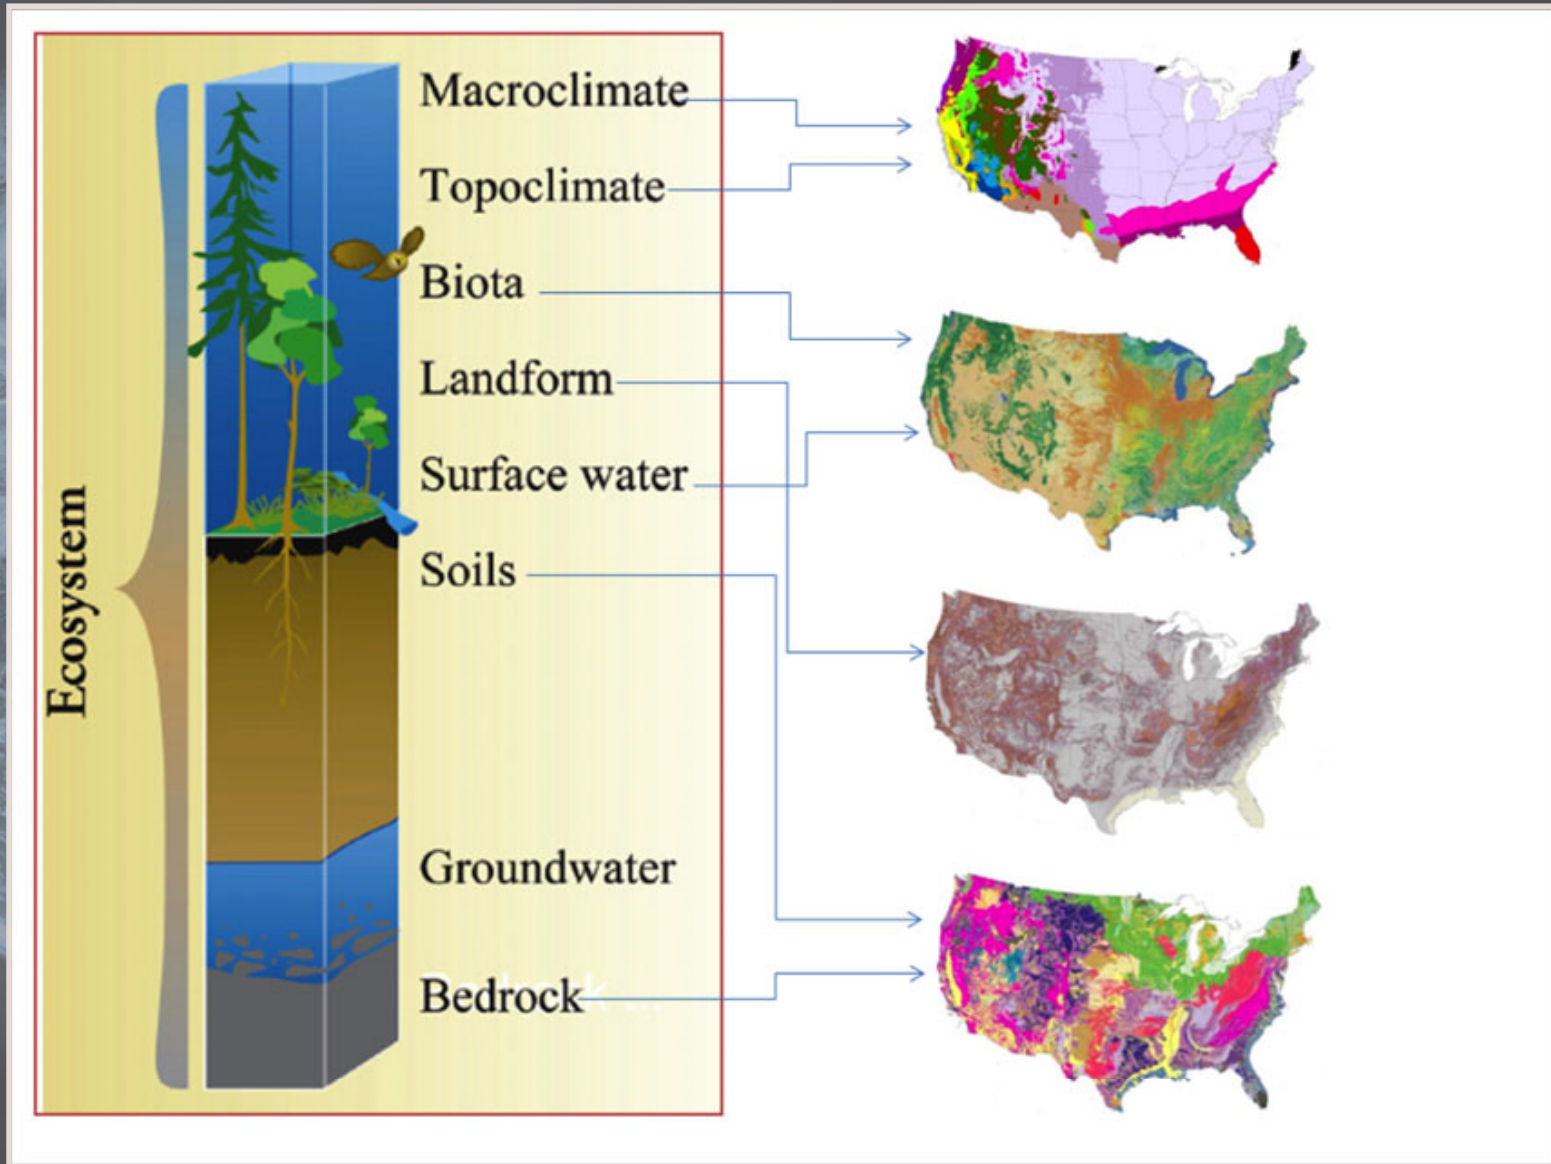 Ecosystem
Macroclimate
Topoclimate
Biota
Landform
Surface water
Soils
Groundwater
Bedrock